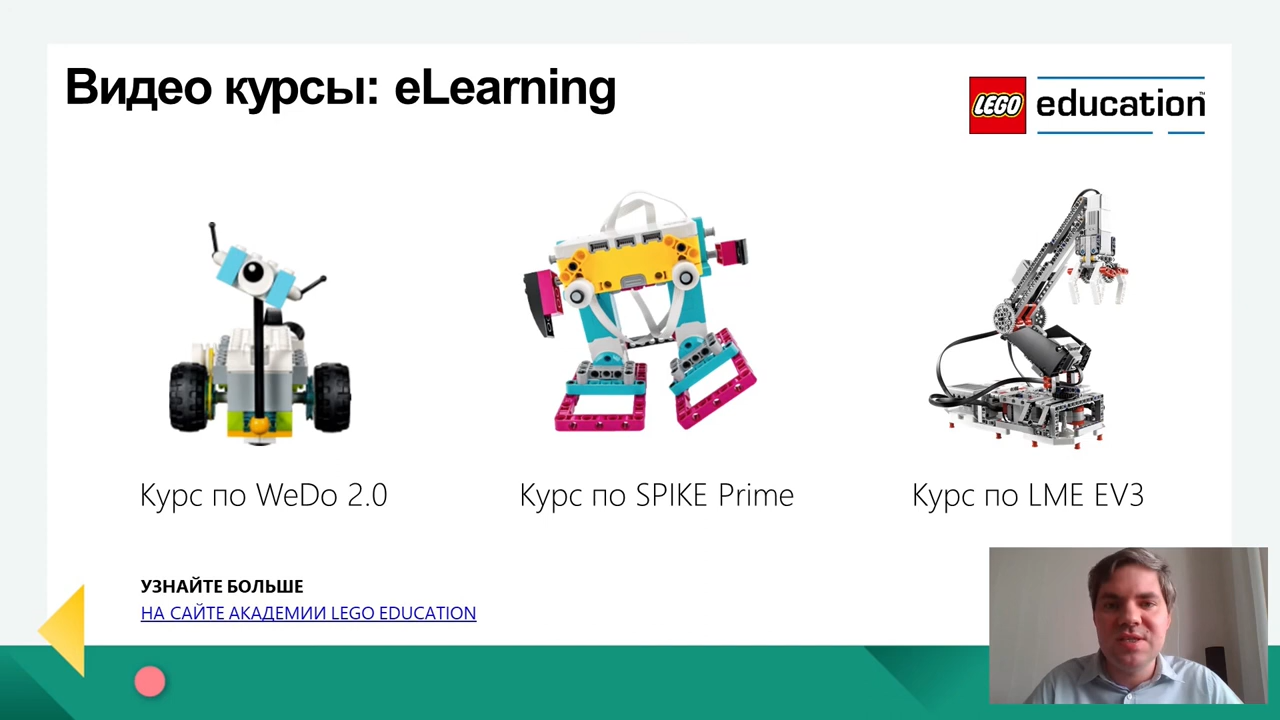 Видео курсы: eLearning
LEGO education™
Курс по WeDo 2.0
Курс по SPIKE Prime
Курс по LME EV3
УЗНАЙТЕ БОЛЬШЕ
НА САЙТЕ АКАДЕМИИ LEGO EDUCATION